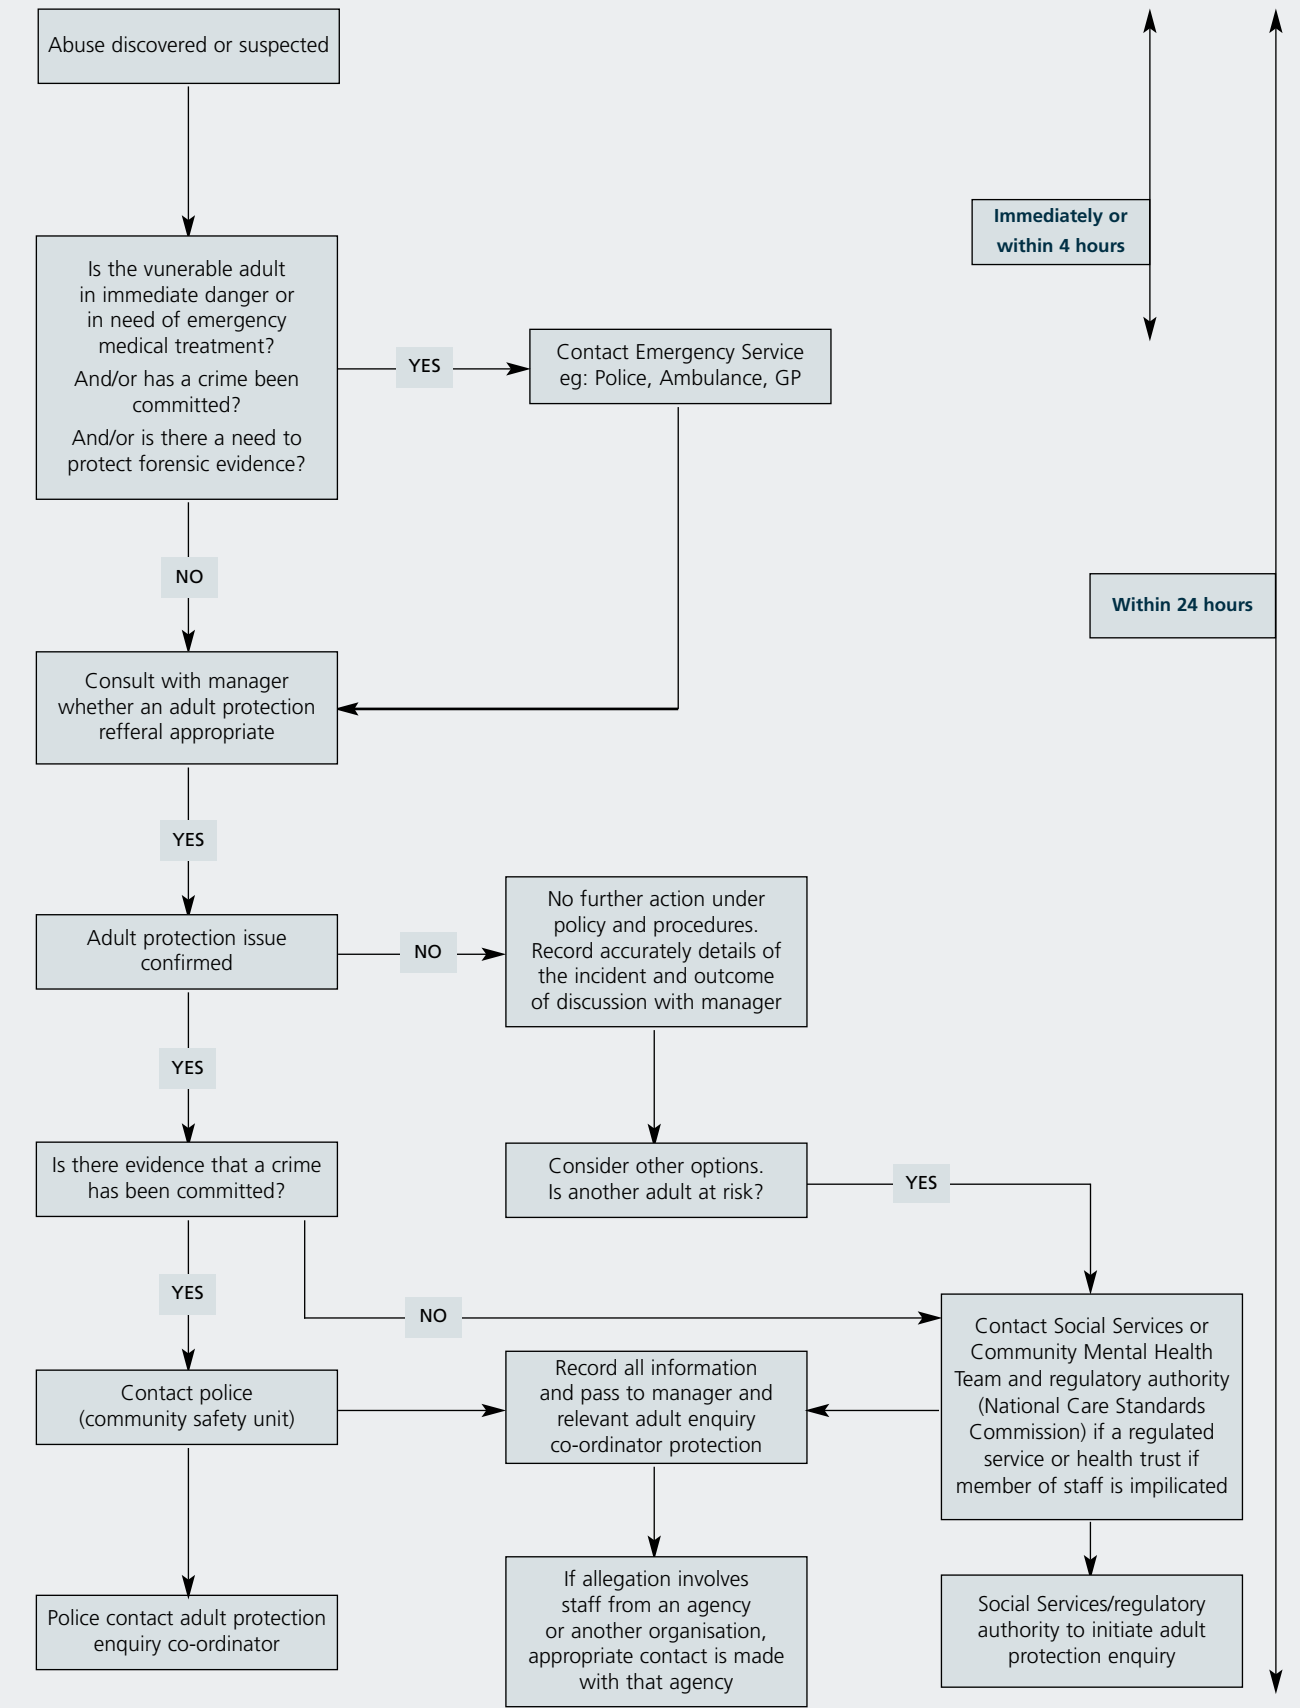 Abuse discovered or suspected
Immediately or
within 4 hours
Is the vunerable adult
in immediate danger or
in need of emergency
medical treatment?
And/or has a crime been
committed?
And/or is there a need to
protect forensic evidence?
YES
Contact Emergency Service
eg: Police, Ambulance, GP
NO
Within 24 hours
Consult with manager
whether an adult protection
refferal appropriate
YES
Adult protection issue
confirmed
NO
No further action under
policy and procedures.
Record accurately details of
the incident and outcome
of discussion with manager
YES
Is there evidence that a crime
has been committed?
Consider other options.
Is another adult at risk?
YES
YES
NO
Contact Social Services or
Community Mental Health
Team and regulatory authority
(National Care Standards
Commission) if a regulated
service or health trust if
member of staff is impilicated
Contact police
(community safety unit)
Record all information
and pass to manager and
relevant adult enquiry
co-ordinator protection
Police contact adult protection
enquiry co-ordinator
If allegation involves
staff from an agency
or another organisation,
appropriate contact is made
with that agency
Social Services/regulatory
authority to initiate adult
protection enquiry